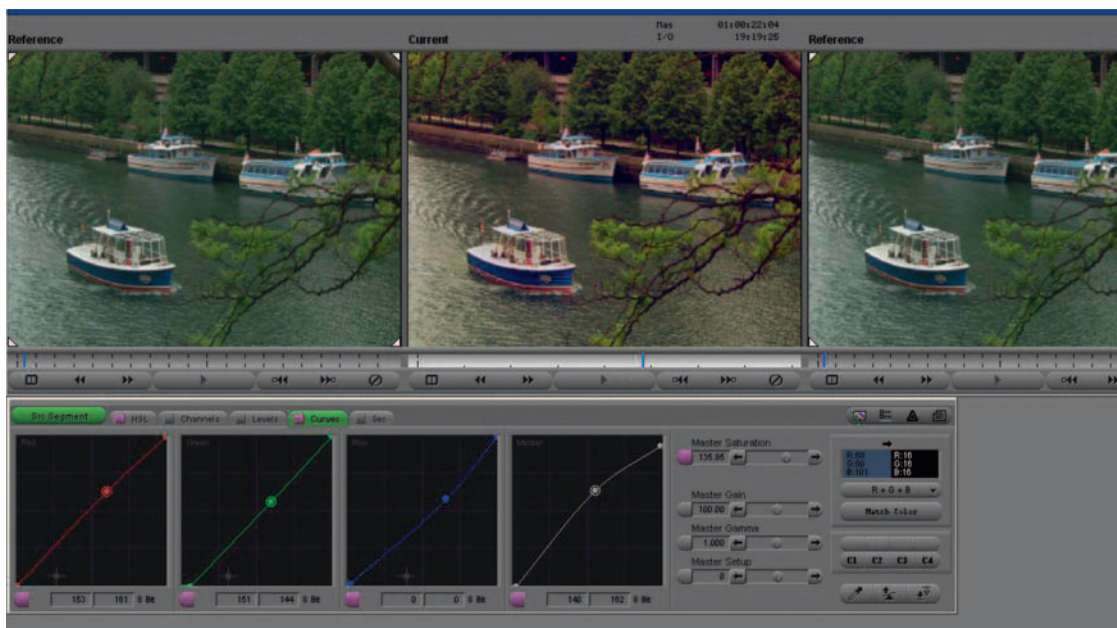 Mas 01:00:22:04
I/O 19:19:25
Reference
Current
Reference
Src Segment
HSL
Channels
Levels
Curves
Sec
Red
Green
Blue
Master
Master Saturation
135.85
Master Gain
100.00
Master Gamma
1.000
Master Setup
0
R:16
G:16
B:101 B:16
R + G + B
Match Color
C1 C2 C3 C4
153 161 8 Bit
151 144 8 Bit
0 0 8 Bit
140 162 8 Bit